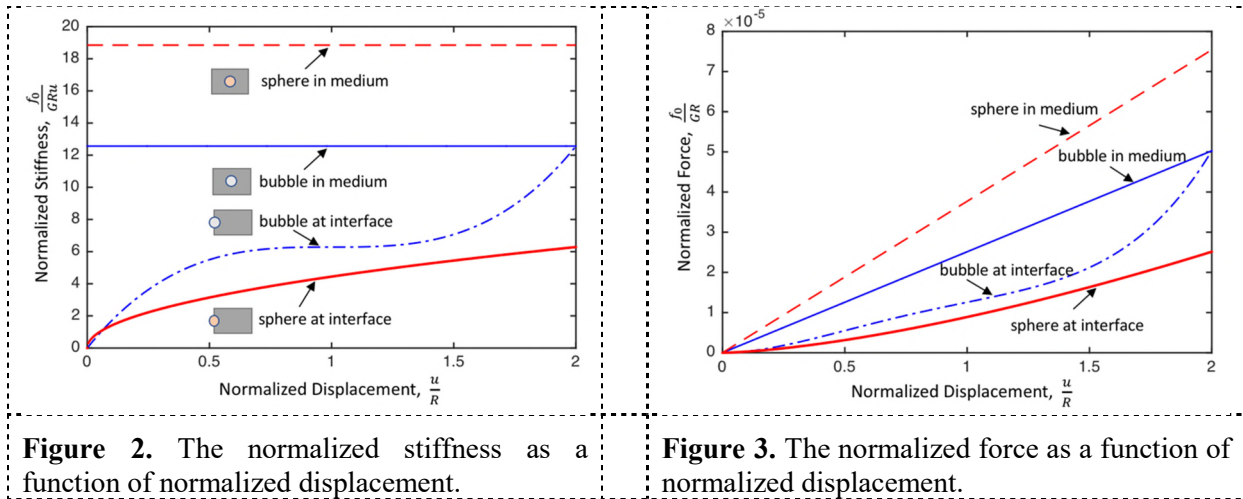 20
18
16
14
12
10
8
6
4
2
0
Normalized Stiffness, f₀/GRu
sphere in medium
bubble in medium
bubble at interface
sphere at interface
0 0.5 1 1.5 2
Normalized Displacement, u/R
Figure 2. The normalized stiffness as a
function of normalized displacement.
×10⁻⁵
8
7
6
5
4
3
2
1
0
Normalized Force, f₀/GR
sphere in medium
bubble in medium
bubble at interface
sphere at interface
0 0.5 1 1.5 2
Normalized Displacement, u/R
Figure 3. The normalized force as a function of
normalized displacement.